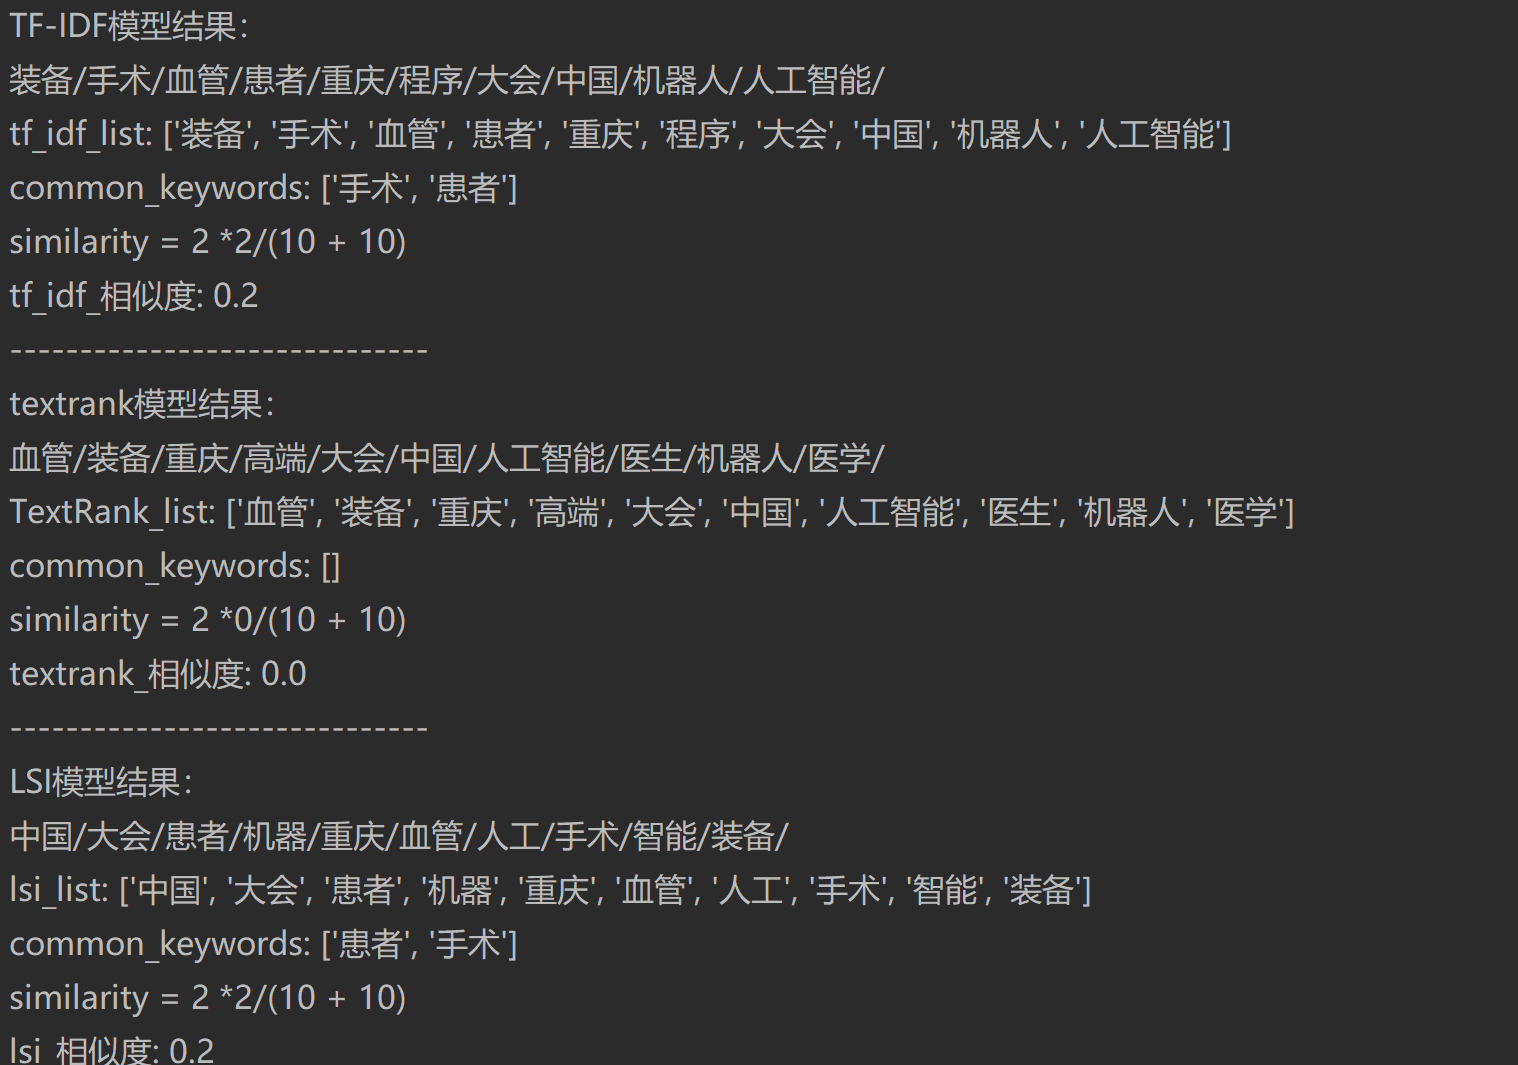 TF-IDF模型结果：
装备/手术/血管/患者/重庆/程序/大会/中国/机器人/人工智能/
tf_idf_list: ['装备', '手术', '血管', '患者', '重庆', '程序', '大会', '中国', '机器人', '人工智能']
common_keywords: ['手术', '患者']
similarity = 2 *2/(10 + 10)
tf_idf_相似度: 0.2
------------------------------
textrank模型结果：
血管/装备/重庆/高端/大会/中国/人工智能/医生/机器人/医学/
TextRank_list: ['血管', '装备', '重庆', '高端', '大会', '中国', '人工智能', '医生', '机器人', '医学']
common_keywords: []
similarity = 2 *0/(10 + 10)
textrank_相似度: 0.0
------------------------------
LSI模型结果：
中国/大会/患者/机器/重庆/血管/人工/手术/智能/装备/
lsi_list: ['中国', '大会', '患者', '机器', '重庆', '血管', '人工', '手术', '智能', '装备']
common_keywords: ['患者', '手术']
similarity = 2 *2/(10 + 10)
lsi_相似度: 0.2